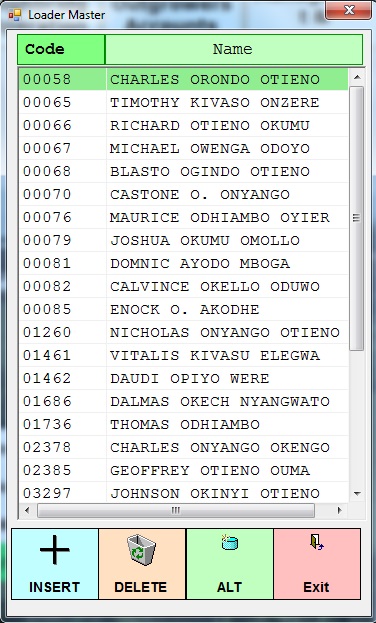 Loader Master
Code Name
00058 CHARLES ORONDO OTIENO
00065 TIMOTHY KIVASO ONZERE
00066 RICHARD OTIENO OKUMU
00067 MICHAEL OWENGA ODOYO
00068 BLASTO OGINDO OTIENO
00070 CASTONE O. ONYANGO
00076 MAURICE ODHIAMBO OYIER
00079 JOSHUA OKUMU OMOLLO
00081 DOMNIC AYODO MBOGA
00082 CALVINCE OKELLO ODUWO
00085 ENOCK O. AKODHE
01260 NICHOLAS ONYANGO OTIENO
01461 VITALIS KIVASU ELEGWA
01462 DAUDI OPIYO WERE
01686 DALMAS OKECH NYANGWATO
01736 THOMAS ODHIAMBO
02378 CHARLES ONYANGO OKENGO
02385 GEOFFREY OTIENO OUMA
03297 JOHNSON OKINYI OTIENO
INSERT DELETE ALT Exit